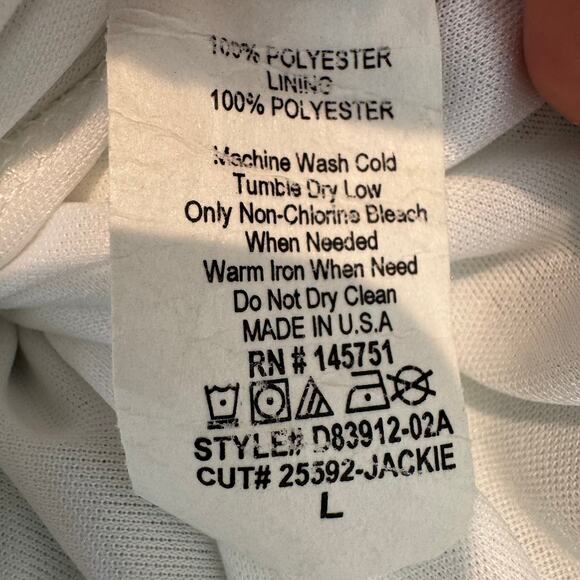 100% POLYESTER
LINING
100% POLYESTER
Machine Wash Cold
Tumble Dry Low
Only Non-Chlorine Bleach
When Needed
Warm Iron When Need
Do Not Dry Clean
MADE IN U.S.A
RN # 145751
STYLE# D83912-02A
CUT# 25592-JACKIE
L